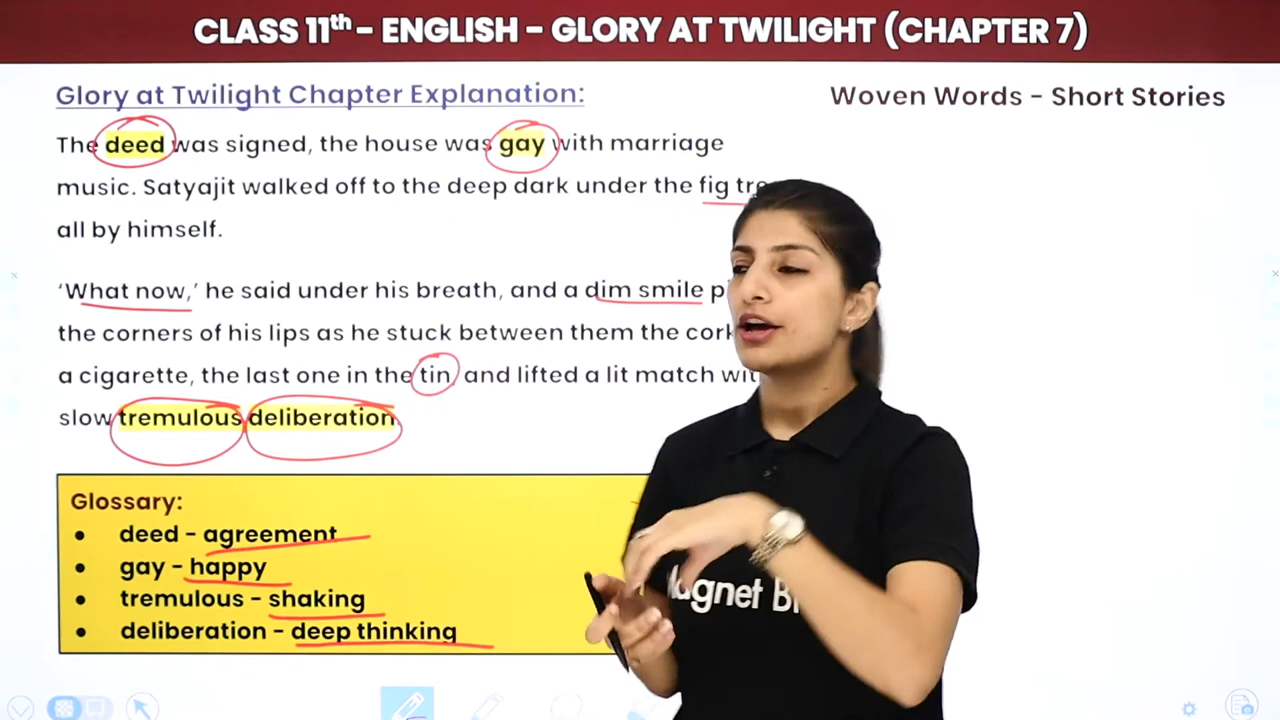 CLASS 11th - ENGLISH - GLORY AT TWILIGHT (CHAPTER 7)
Glory at Twilight Chapter Explanation:
Woven Words - Short Stories
The deed was signed, the house was gay with marriage
music. Satyajit walked off to the deep dark under the fig
all by himself.
'What now,' he said under his breath, and a dim smile
the corners of his lips as he stuck between them the
a cigarette, the last one in the tin, and lifted a lit match
slow tremulous deliberation
Glossary:
• deed - agreement
• gay - happy
• tremulous - shaking
• deliberation - deep thinking